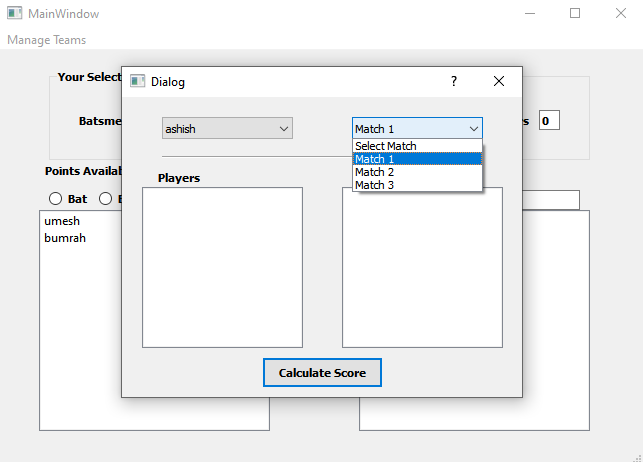 MainWindow
Manage Teams
Your Select
Dialog
?
Batsme
ashish
Match 1
s
0
Select Match
Match 1
Match 2
Match 3
Points Availab
Players
Bat
umesh
bumrah
Calculate Score